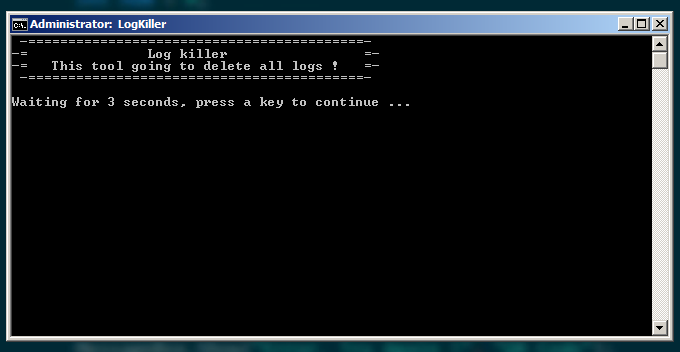 Administrator: LogKiller
-==========================================-
-= Log killer =-
-= This tool going to delete all logs ! =-
-==========================================-
Waiting for 3 seconds, press a key to continue ...